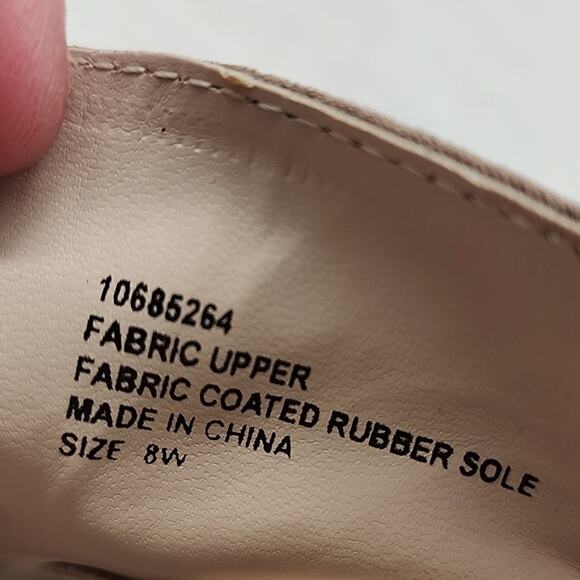 10685264
FABRIC UPPER
FABRIC COATED RUBBER SOLE
MADE IN CHINA
SIZE 8W